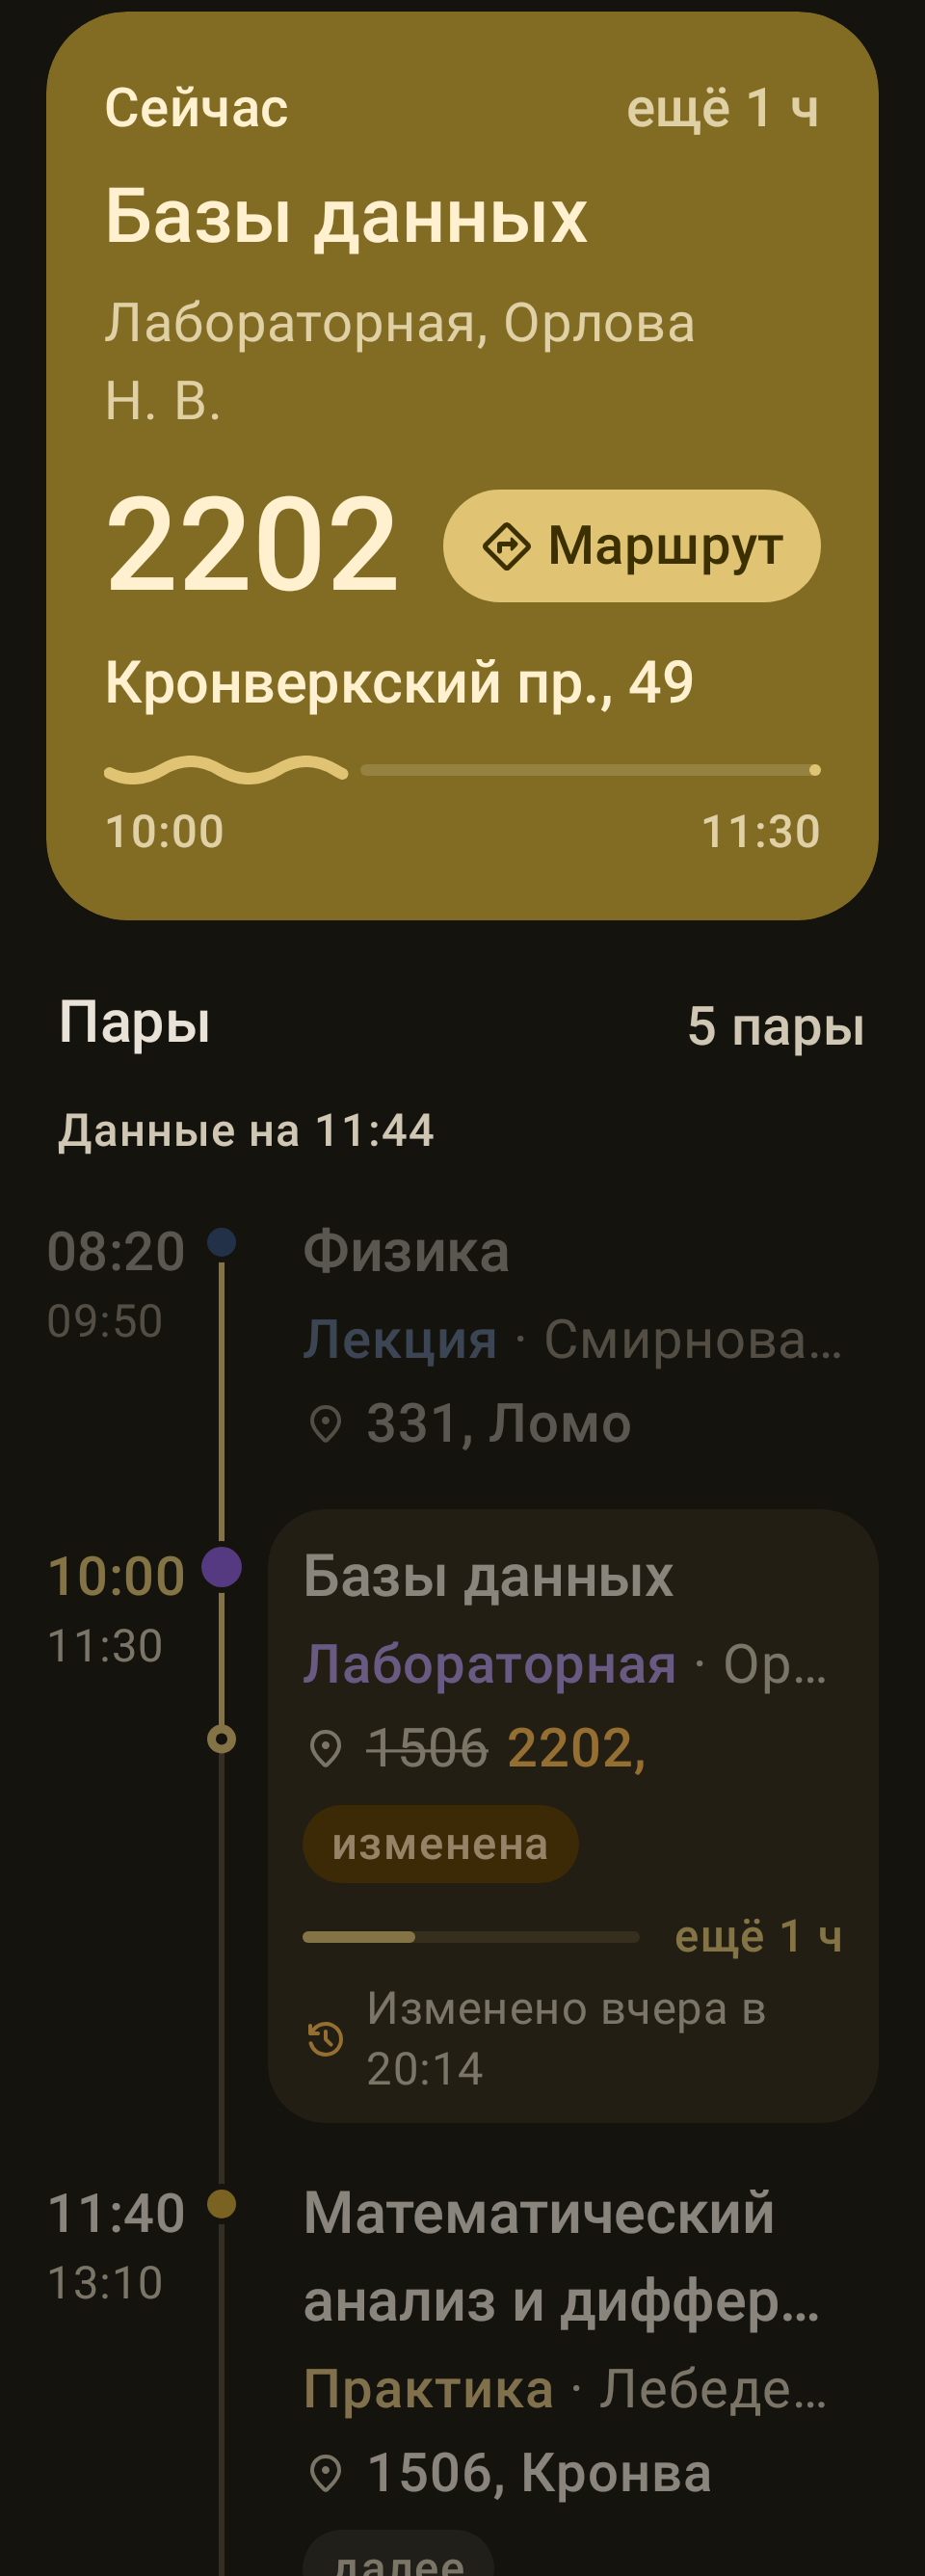 Сейчас ещё 1 ч
Базы данных
Лабораторная, Орлова
Н. В.
2202 Маршрут
Кронверкский пр., 49
10:00 11:30
Пары 5 пары
Данные на 11:44
08:20 Физика
09:50
Лекция · Смирнова…
331, Ломо
10:00 Базы данных
11:30
Лабораторная · Ор…
1506 2202,
изменена
ещё 1 ч
Изменено вчера в
20:14
11:40 Математический
13:10
анализ и диффер…
Практика · Лебеде…
1506, Кронва
далее